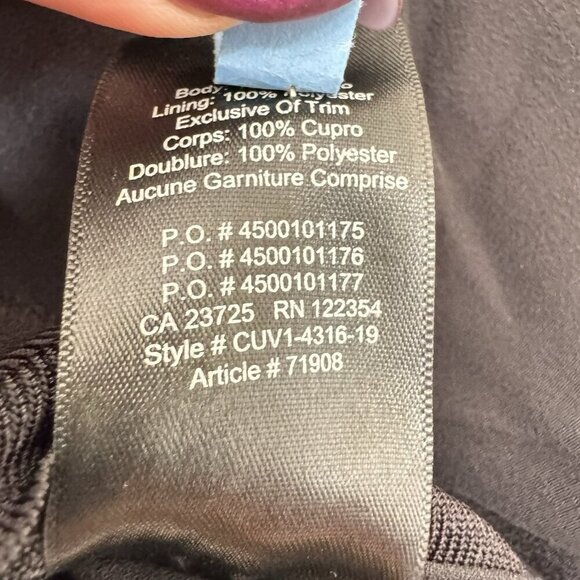 Body:
Lining: 100% Polyester
Exclusive Of Trim
Corps: 100% Cupro
Doublure: 100% Polyester
Aucune Garniture Comprise
P.O. # 4500101175
P.O. # 4500101176
P.O. # 4500101177
CA 23725 RN 122354
Style # CUV1-4316-19
Article # 71908